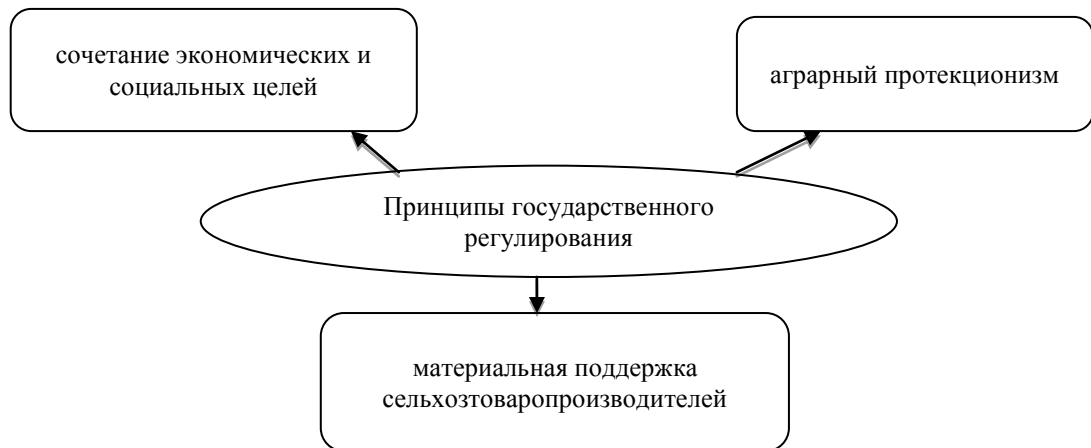 сочетание экономических и
социальных целей
аграрный протекционизм
Принципы государственного
регулирования
материальная поддержка
сельхозтоваропроизводителей